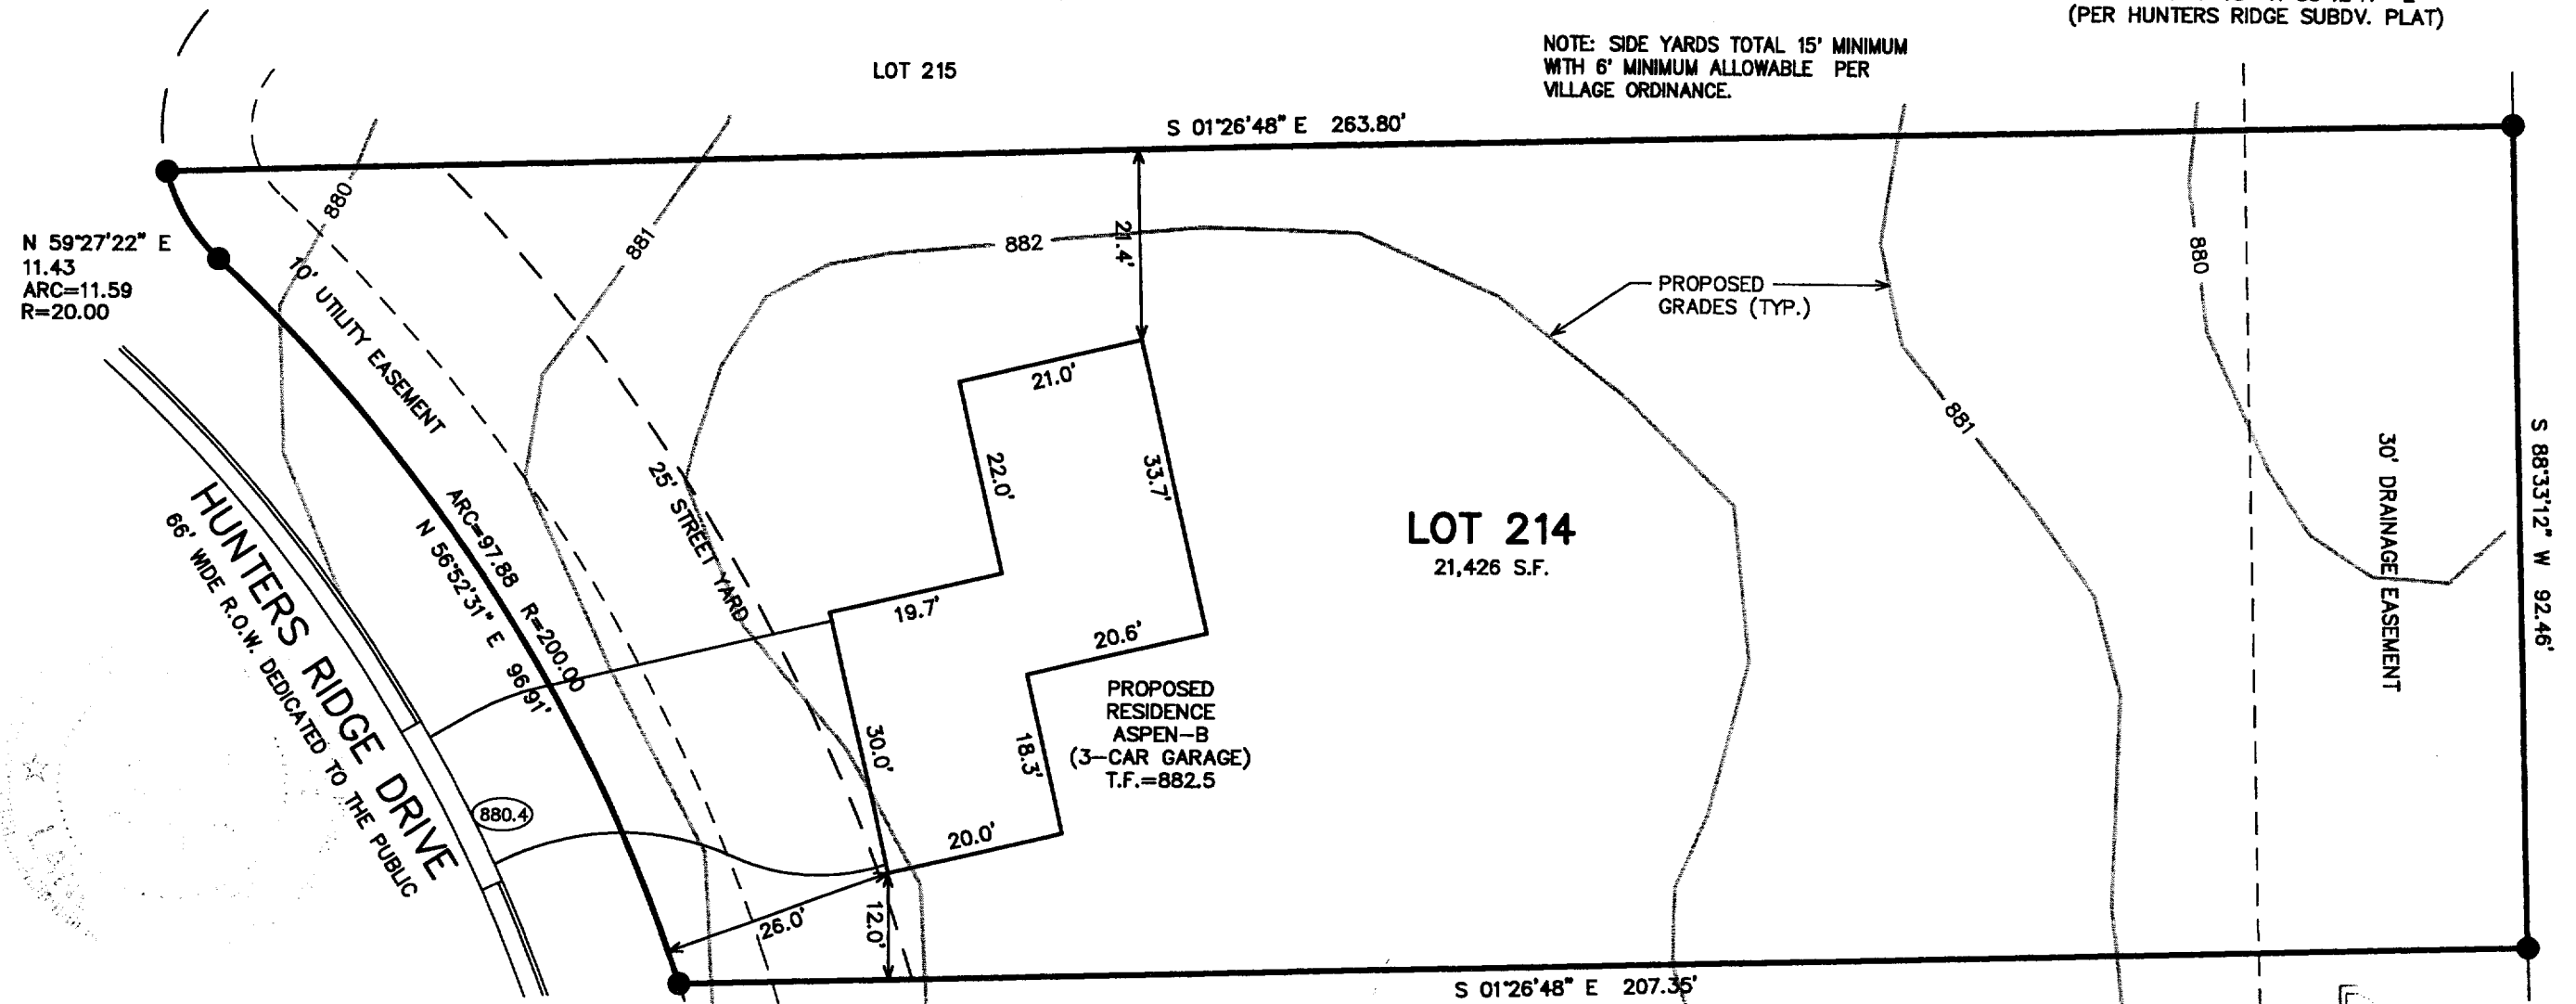 (PER HUNTERS RIDGE SUBDV. PLAT)
NOTE: SIDE YARDS TOTAL 15' MINIMUM
WITH 6' MINIMUM ALLOWABLE PER
VILLAGE ORDINANCE.
LOT 215
S 01°26'48" E 263.80'
880
881
882
21.4'
880
N 59°27'22" E
11.43
ARC=11.59
R=20.00
10' UTILITY EASEMENT
PROPOSED
GRADES (TYP.)
21.0'
881
22.0'
33.7'
25' STREET YARD
ARC=97.88 R=200.00
N 56°52'31" E 96.91'
LOT 214
21,426 S.F.
30' DRAINAGE EASEMENT
S 88°33'12" W 92.46'
HUNTERS RIDGE DRIVE
66' WIDE R.O.W. DEDICATED TO THE PUBLIC
19.7'
20.6'
PROPOSED
RESIDENCE
ASPEN-B
(3-CAR GARAGE)
T.F.=882.5
30.0'
18.3'
880.4
20.0'
26.0'
12.0'
S 01°26'48" E 207.35'